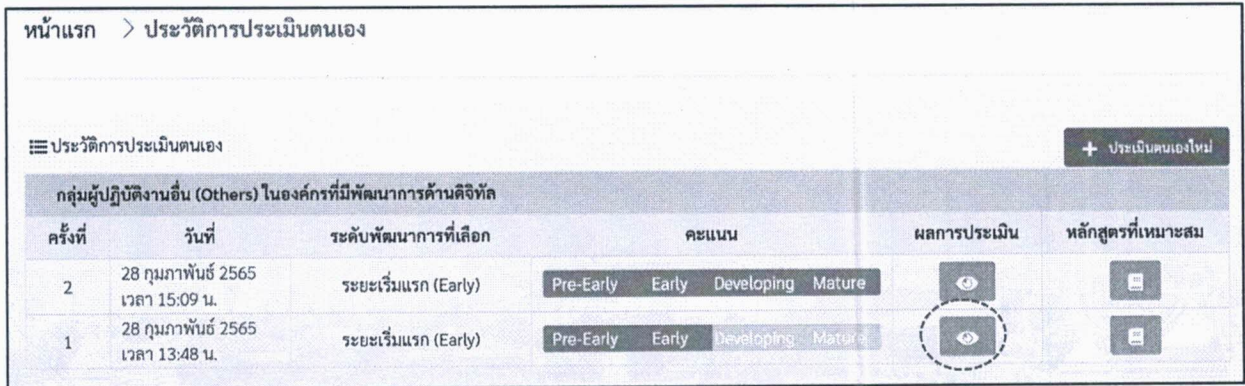 หน้าแรก > ประวัติการประเมินตนเอง
ประวัติการประเมินตนเอง
+ ประเมินตนเองใหม่
กลุ่มผู้ปฏิบัติงานอื่น (Others) ในองค์กรที่มีพัฒนาการด้านดิจิทัล
ครั้งที่ วันที่ ระดับพัฒนาการที่เลือก คะแนน ผลการประเมิน หลักสูตรที่เหมาะสม
2 28 กุมภาพันธ์ 2565 เวลา 15:09 น. ระยะเริ่มแรก (Early) Pre-Early Early Developing Mature
1 28 กุมภาพันธ์ 2565 เวลา 13:48 น. ระยะเริ่มแรก (Early) Pre-Early Early Developing Mature